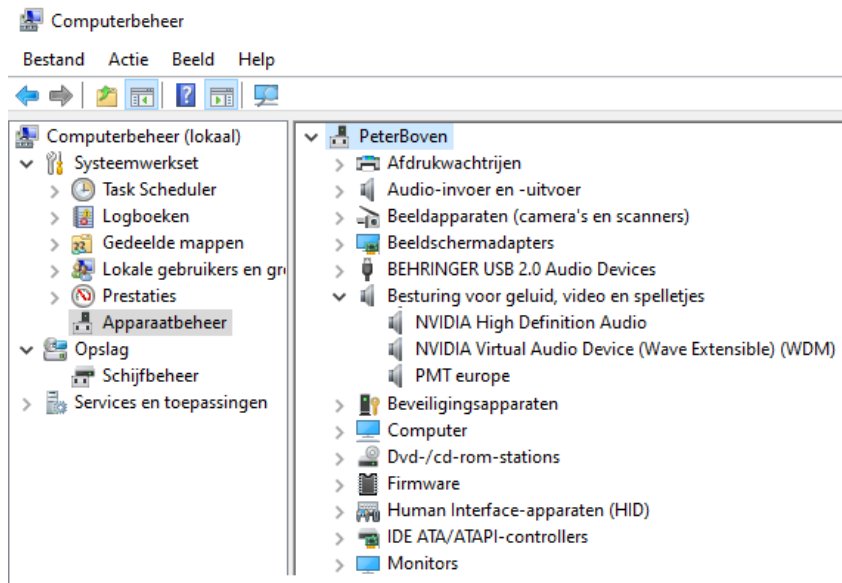 Computerbeheer
Bestand Actie Beeld Help
Computerbeheer (lokaal)
Systeemwerkset
Task Scheduler
Logboeken
Gedeelde mappen
Lokale gebruikers en gr
Prestaties
Apparaatbeheer
Opslag
Schijfbeheer
Services en toepassingen
PeterBoven
Afdrukwachtrijen
Audio-invoer en -uitvoer
Beeldapparaten (camera's en scanners)
Beeldschermadapters
BEHRINGER USB 2.0 Audio Devices
Besturing voor geluid, video en spelletjes
NVIDIA High Definition Audio
NVIDIA Virtual Audio Device (Wave Extensible) (WDM)
PMT europe
Beveiligingsapparaten
Computer
Dvd-/cd-rom-stations
Firmware
Human Interface-apparaten (HID)
IDE ATA/ATAPI-controllers
Monitors